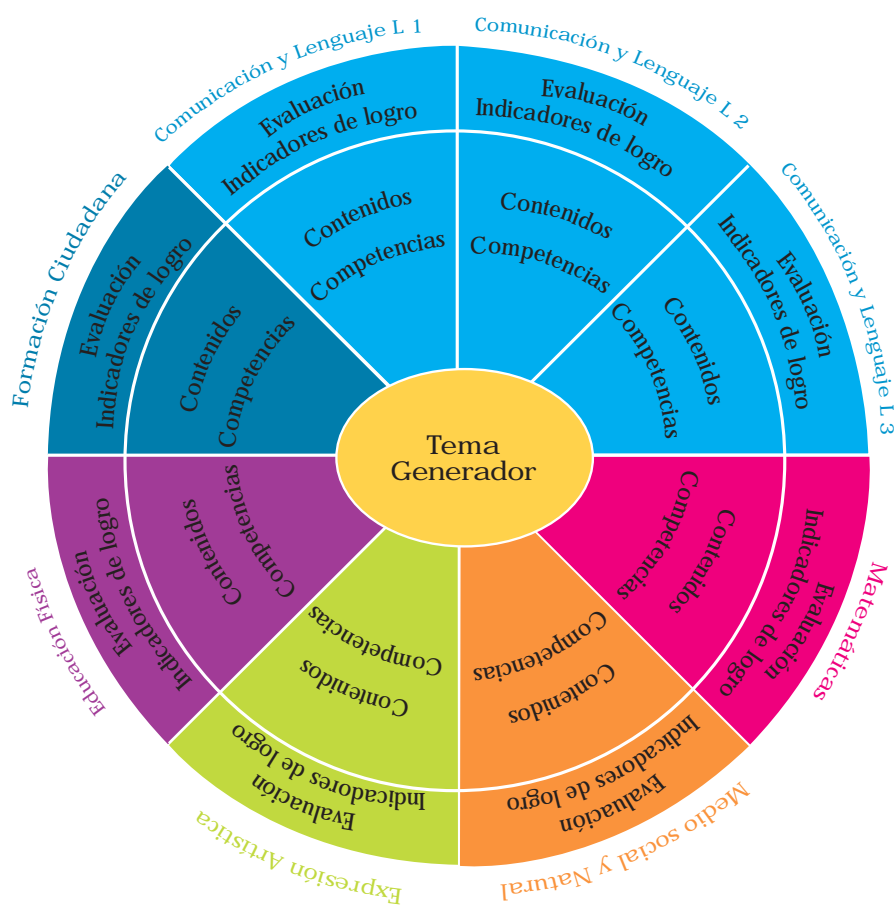 Comunicación y Lenguaje L 1
Evaluación
Indicadores de logro
Contenidos
Competencias
Comunicación y Lenguaje L 2
Evaluación
Indicadores de logro
Contenidos
Competencias
Comunicación y Lenguaje L 3
Evaluación
Indicadores de logro
Contenidos
Competencias
Matemáticas
Evaluación
Indicadores de logro
Contenidos
Competencias
Medio social y Natural
Evaluación
Indicadores de logro
Contenidos
Competencias
Expresión Artística
Evaluación
Indicadores de logro
Contenidos
Competencias
Educación Física
Evaluación
Indicadores de logro
Contenidos
Competencias
Formación Ciudadana
Evaluación
Indicadores de logro
Contenidos
Competencias
Tema
Generador